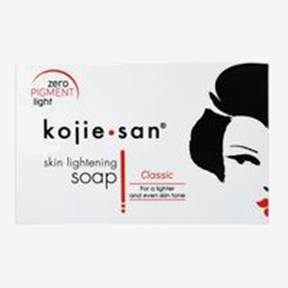 zero
PIGMENT
light
kojie•san®
skin lightening
soap
Classic
For a lighter
and even skin tone